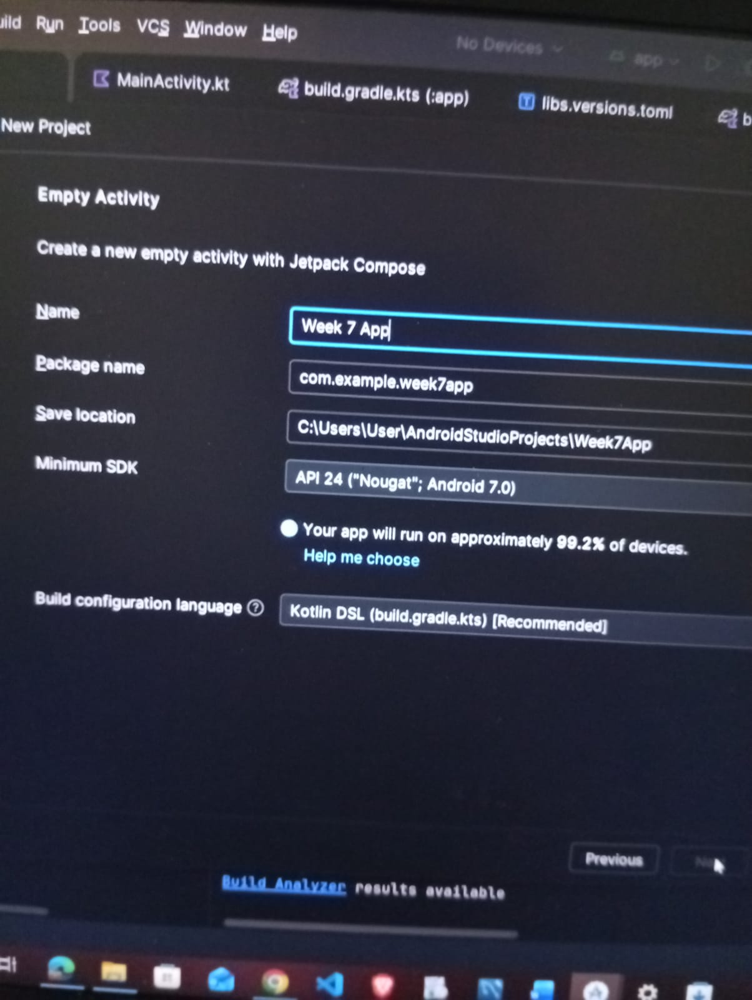 Run Tools VCS Window Help
No Devices app
MainActivity.kt build.gradle.kts (:app) libs.versions.toml
New Project
Empty Activity
Create a new empty activity with Jetpack Compose
Name Week 7 App
Package name com.example.week7app
Save location C:\Users\User\AndroidStudioProjects\Week7App
Minimum SDK API 24 ("Nougat"; Android 7.0)
Your app will run on approximately 99.2% of devices.
Help me choose
Build configuration language ? Kotlin DSL (build.gradle.kts) [Recommended]
Previous
Build Analyzer results available